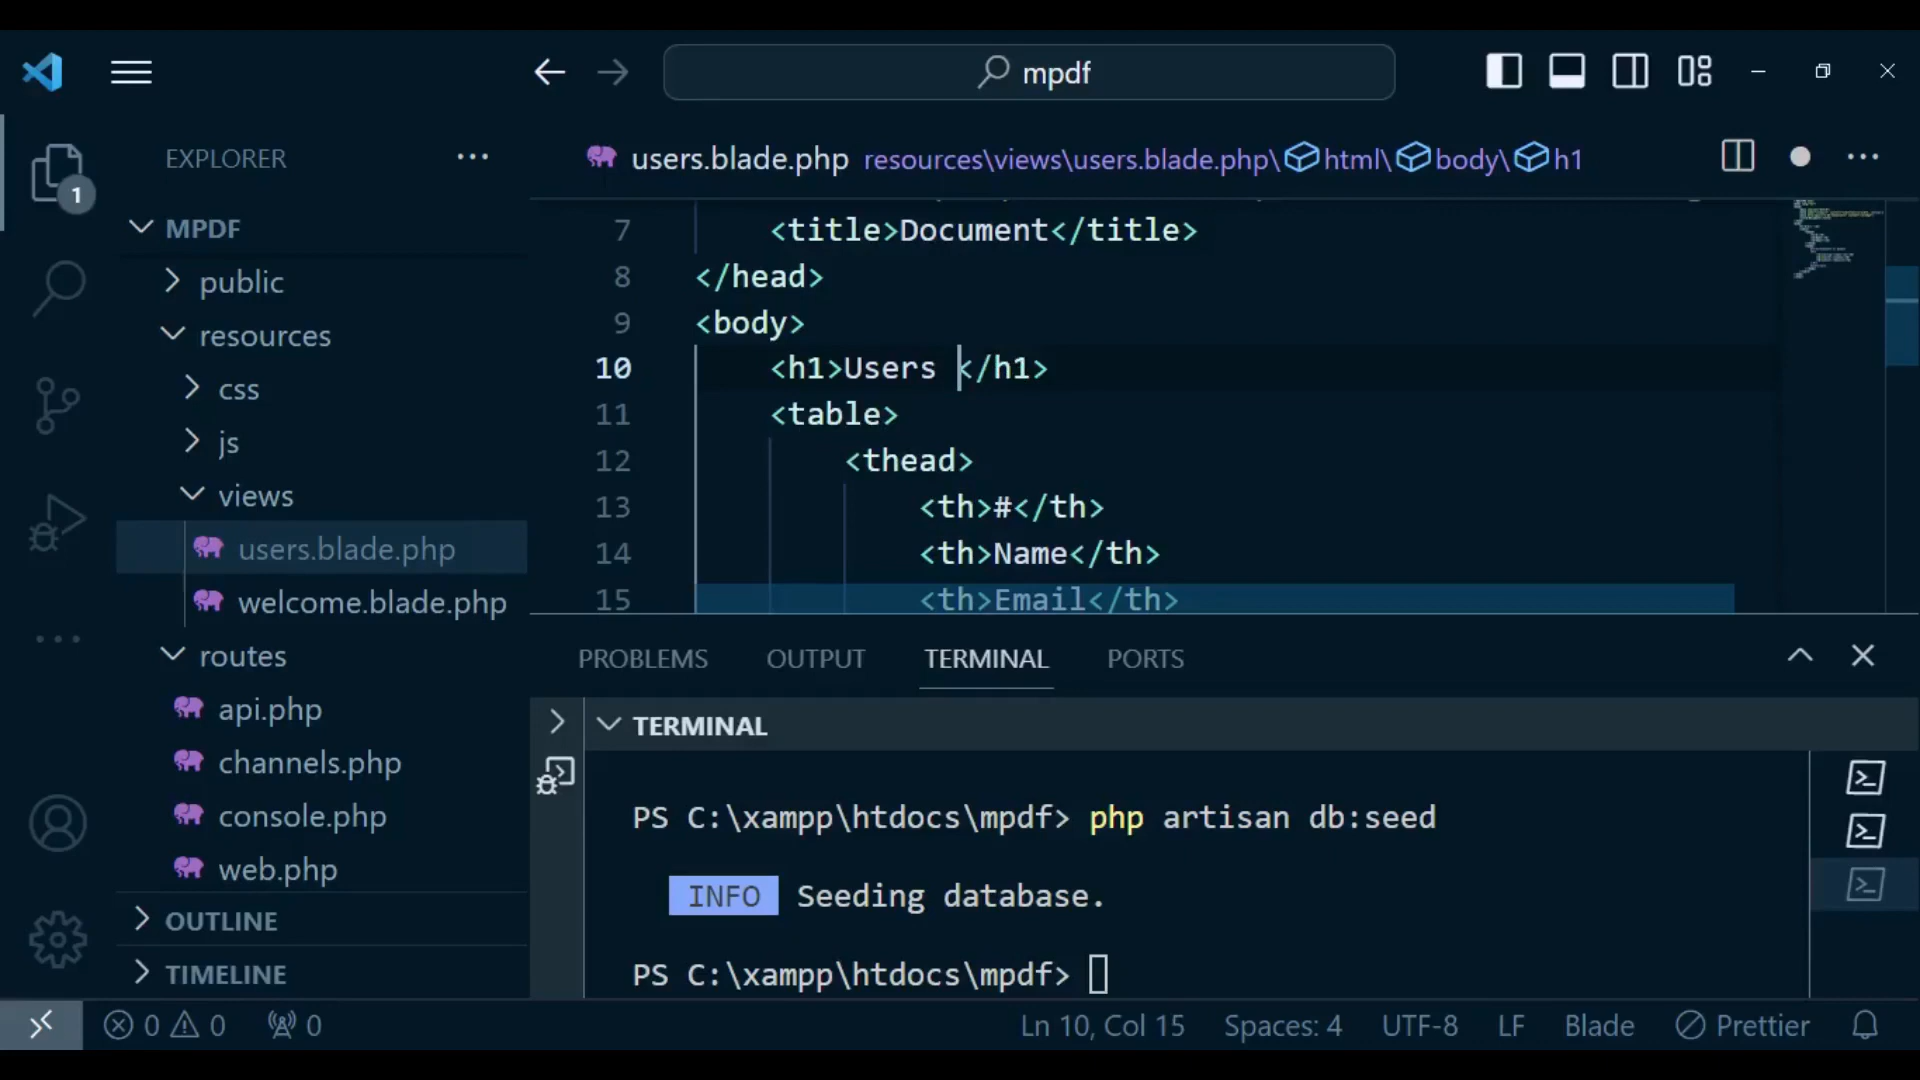 mpdf
EXPLORER
1
MPDF
public
resources
css
js
views
users.blade.php
welcome.blade.php
routes
api.php
channels.php
console.php
web.php
OUTLINE
TIMELINE
users.blade.php resources\views\users.blade.php\html\body\h1
7 <title>Document</title>
8 </head>
9 <body>
10 <h1>Users </h1>
11 <table>
12 <thead>
13 <th>#</th>
14 <th>Name</th>
15 <th>Email</th>
PROBLEMS OUTPUT TERMINAL PORTS
TERMINAL
PS C:\xampp\htdocs\mpdf> php artisan db:seed
INFO Seeding database.
PS C:\xampp\htdocs\mpdf>
0 0 0 Ln 10, Col 15 Spaces: 4 UTF-8 LF Blade Prettier